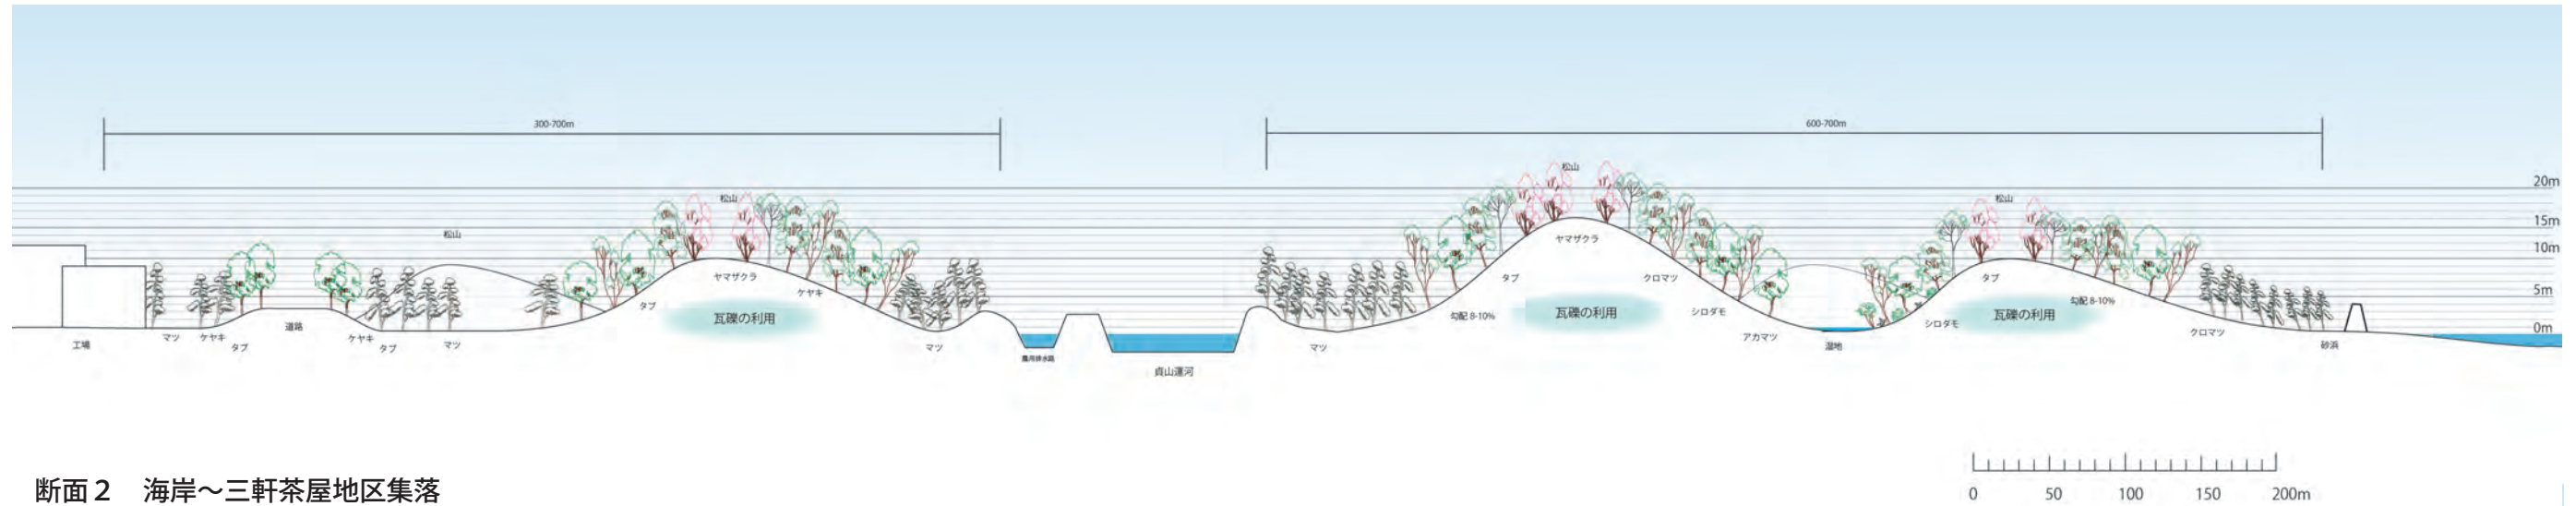 300-700m
600-700m
松山
松山
松山
松山
20m
15m
10m
5m
0m
ヤマザクラ
ヤマザクラ
タブ
ケヤキ
タブ
クロマツ
タブ
瓦礫の利用
瓦礫の利用
瓦礫の利用
勾配 8-10%
勾配 8-10%
シロダモ
シロダモ
アカマツ
クロマツ
工場
マツ
ケヤキ
タブ
道路
ケヤキ
タブ
マツ
マツ
農用排水路
貞山運河
マツ
湿地
砂浜
断面2 海岸～三軒茶屋地区集落
0 50 100 150 200m